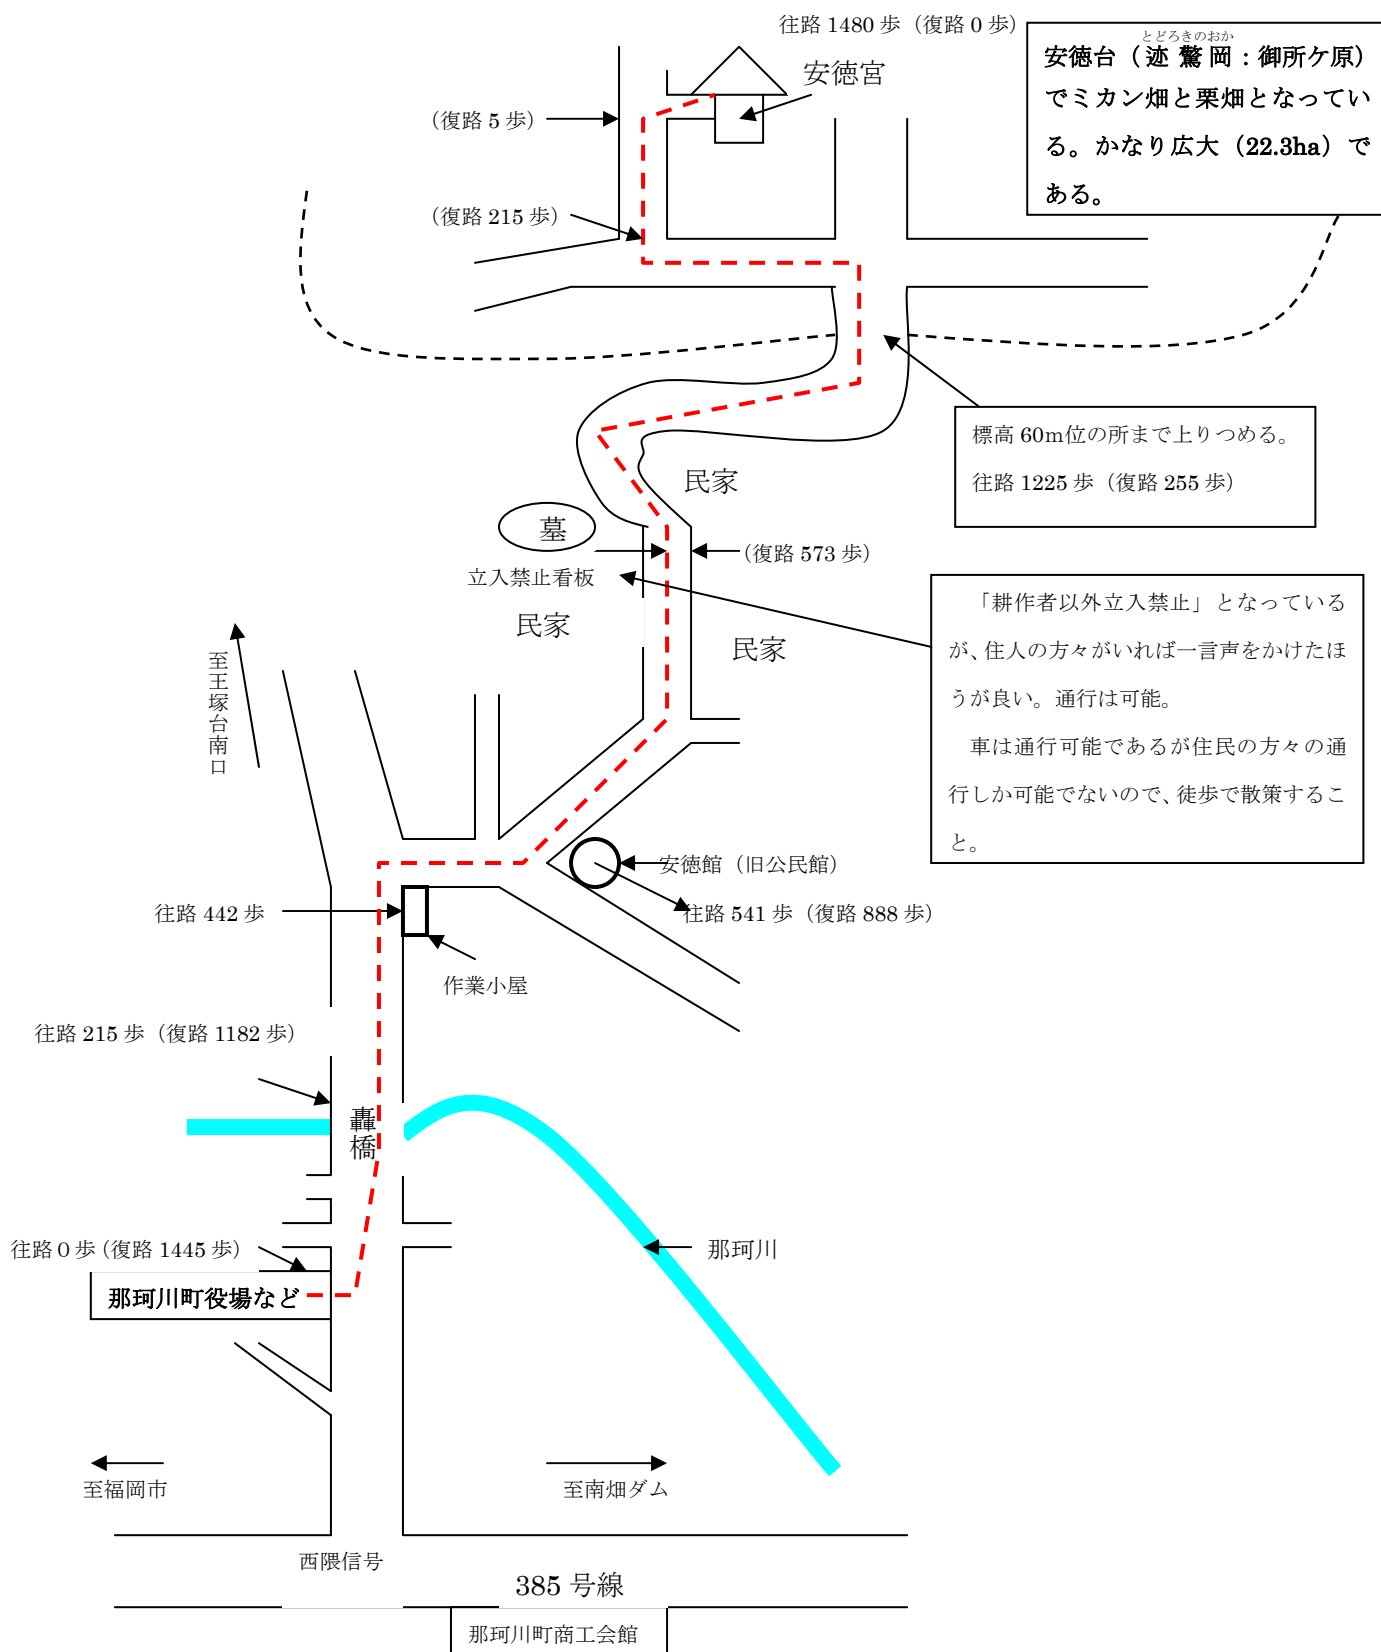 往路 1480 歩（復路 0 歩）
とどろきのおか
安徳台（迹驚岡：御所ケ原）
でミカン畑と栗畑となってい
る。かなり広大（22.3ha）で
ある。
安徳宮
（復路 5 歩）
（復路 215 歩）
標高 60m位の所まで上りつめる。
往路 1225 歩（復路 255 歩）
民家
墓
（復路 573 歩）
立入禁止看板
民家
民家
「耕作者以外立入禁止」となっている
が、住人の方々がいれば一言声をかけたほ
うが良い。通行は可能。
車は通行可能であるが住民の方々の通
行しか可能でないので、徒歩で散策するこ
と。
至王塚台南口
安徳館（旧公民館）
往路 442 歩
往路 541 歩（復路 888 歩）
作業小屋
往路 215 歩（復路 1182 歩）
轟橋
往路 0 歩（復路 1445 歩）
那珂川町役場など
那珂川
至福岡市
至南畑ダム
西隈信号
385 号線
那珂川町商工会館